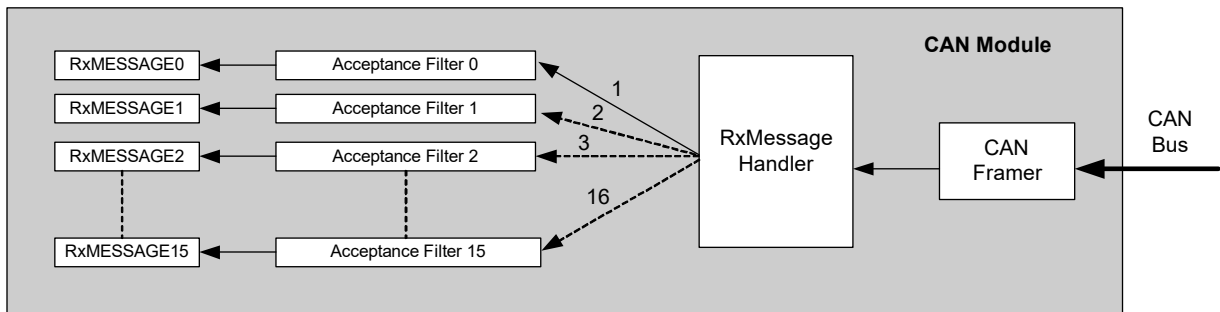 CAN Module
RxMESSAGE0
Acceptance Filter 0
1
RxMESSAGE1
Acceptance Filter 1
2
RxMESSAGE2
Acceptance Filter 2
3
RxMESSAGE15
Acceptance Filter 15
16
RxMessage
Handler
CAN
Framer
CAN
Bus